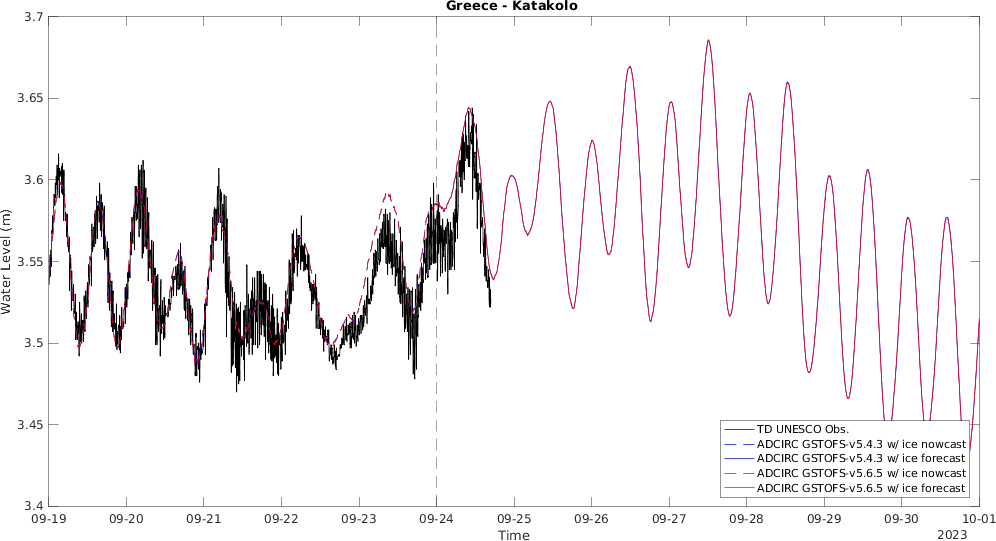 Greece - Katakolo
3.7
3.65
3.6
3.55
3.5
3.45
3.4
Water Level (m)
TD UNESCO Obs.
ADCIRC GSTOFS-v5.4.3 w/ ice nowcast
ADCIRC GSTOFS-v5.4.3 w/ ice forecast
ADCIRC GSTOFS-v5.6.5 w/ ice nowcast
ADCIRC GSTOFS-v5.6.5 w/ ice forecast
09-19 09-20 09-21 09-22 09-23 09-24 09-25 09-26 09-27 09-28 09-29 09-30 10-01
Time
2023